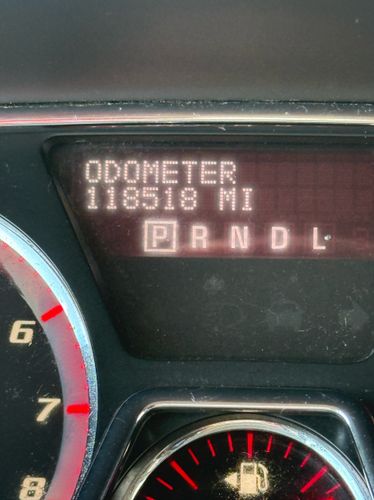 ODOMETER
118518 MI
P R N D L
6
7
8